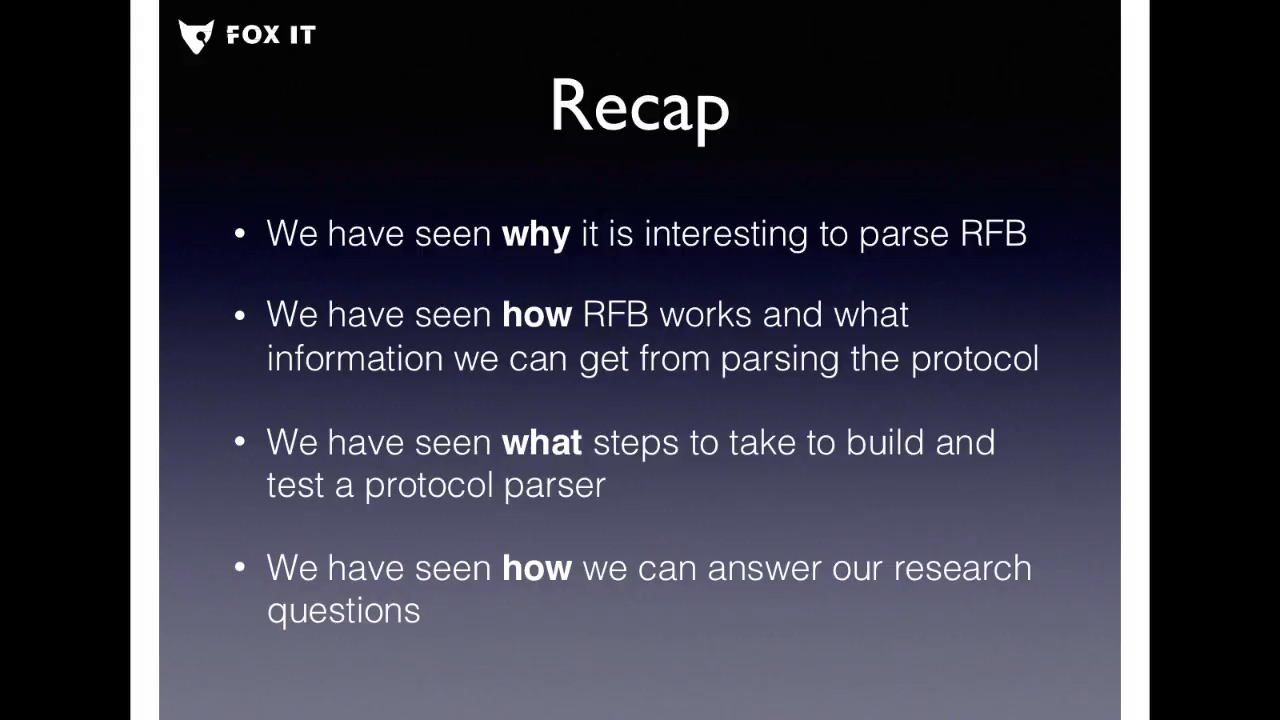 FOX IT
Recap
• We have seen why it is interesting to parse RFB
• We have seen how RFB works and what
information we can get from parsing the protocol
• We have seen what steps to take to build and
test a protocol parser
• We have seen how we can answer our research
questions